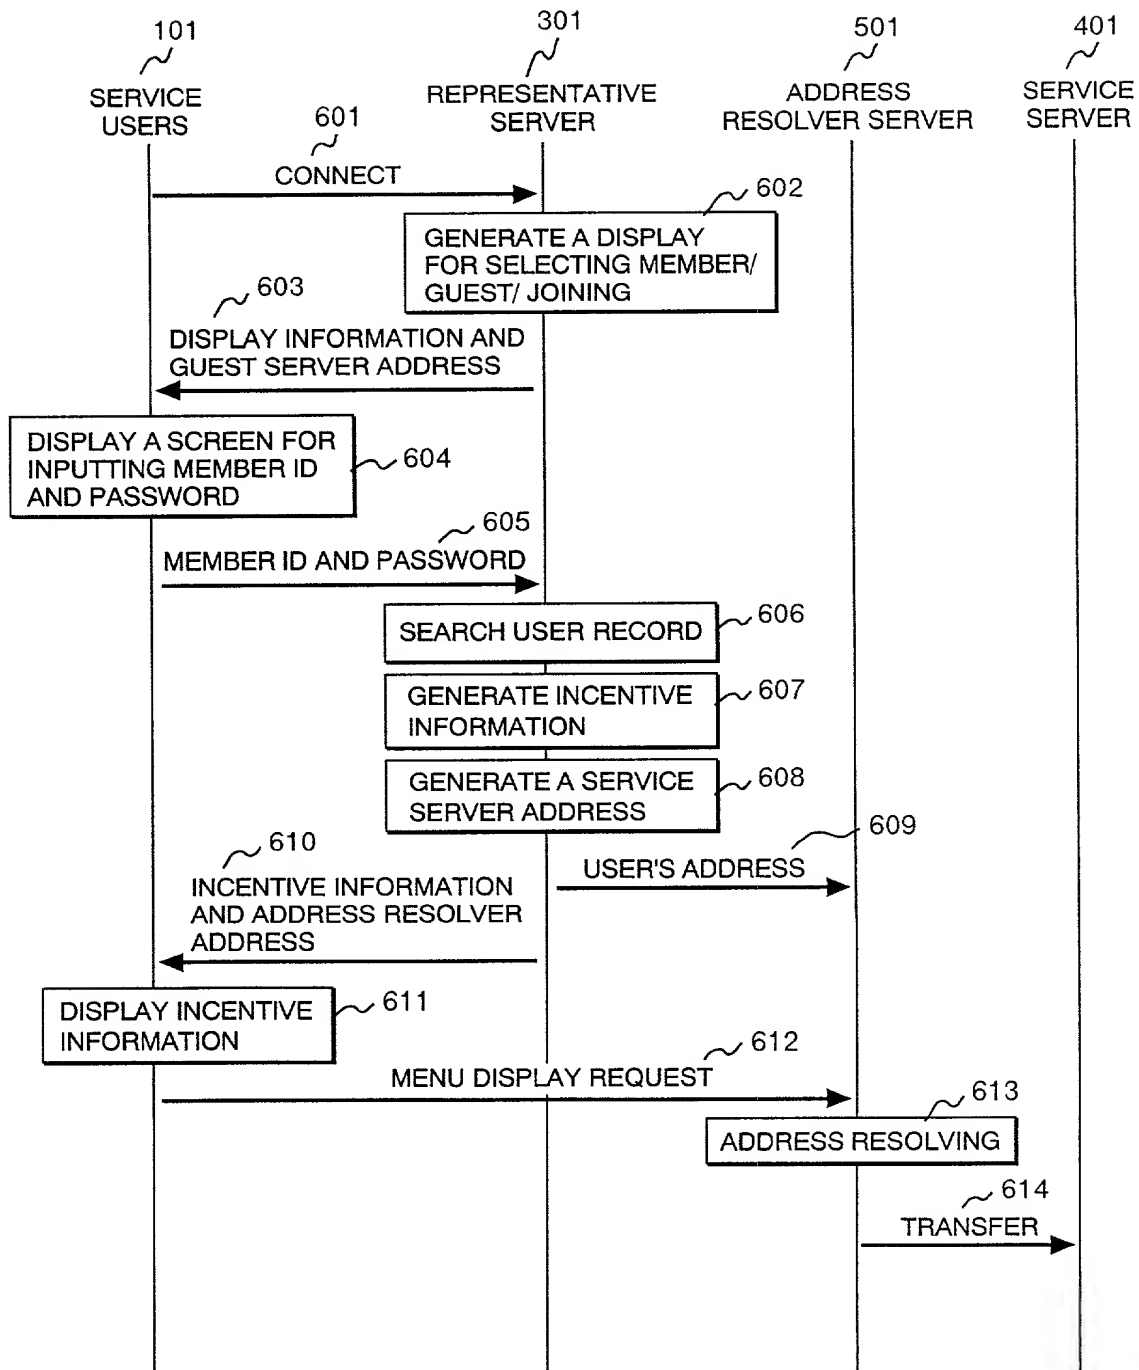 101
301
501
401
SERVICE
USERS
REPRESENTATIVE
SERVER
ADDRESS
RESOLVER SERVER
SERVICE
SERVER
601
CONNECT
602
GENERATE A DISPLAY
FOR SELECTING MEMBER/
GUEST/ JOINING
603
DISPLAY INFORMATION AND
GUEST SERVER ADDRESS
DISPLAY A SCREEN FOR
INPUTTING MEMBER ID
AND PASSWORD
604
605
MEMBER ID AND PASSWORD
SEARCH USER RECORD
606
GENERATE INCENTIVE
INFORMATION
607
GENERATE A SERVICE
SERVER ADDRESS
608
609
USER'S ADDRESS
610
INCENTIVE INFORMATION
AND ADDRESS RESOLVER
ADDRESS
DISPLAY INCENTIVE
INFORMATION
611
612
MENU DISPLAY REQUEST
613
ADDRESS RESOLVING
614
TRANSFER